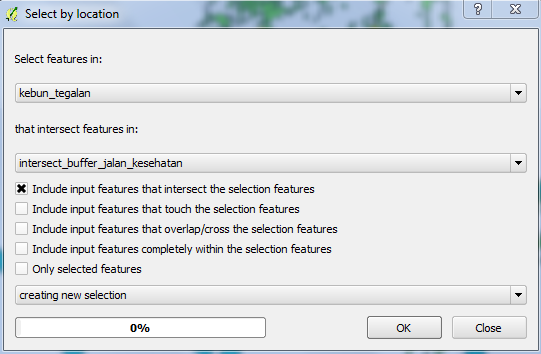 Select by location
Select features in:
kebun_tegalan
that intersect features in:
intersect_buffer_jalan_kesehatan
Include input features that intersect the selection features
Include input features that touch the selection features
Include input features that overlap/cross the selection features
Include input features completely within the selection features
Only selected features
creating new selection
0%
OK
Close